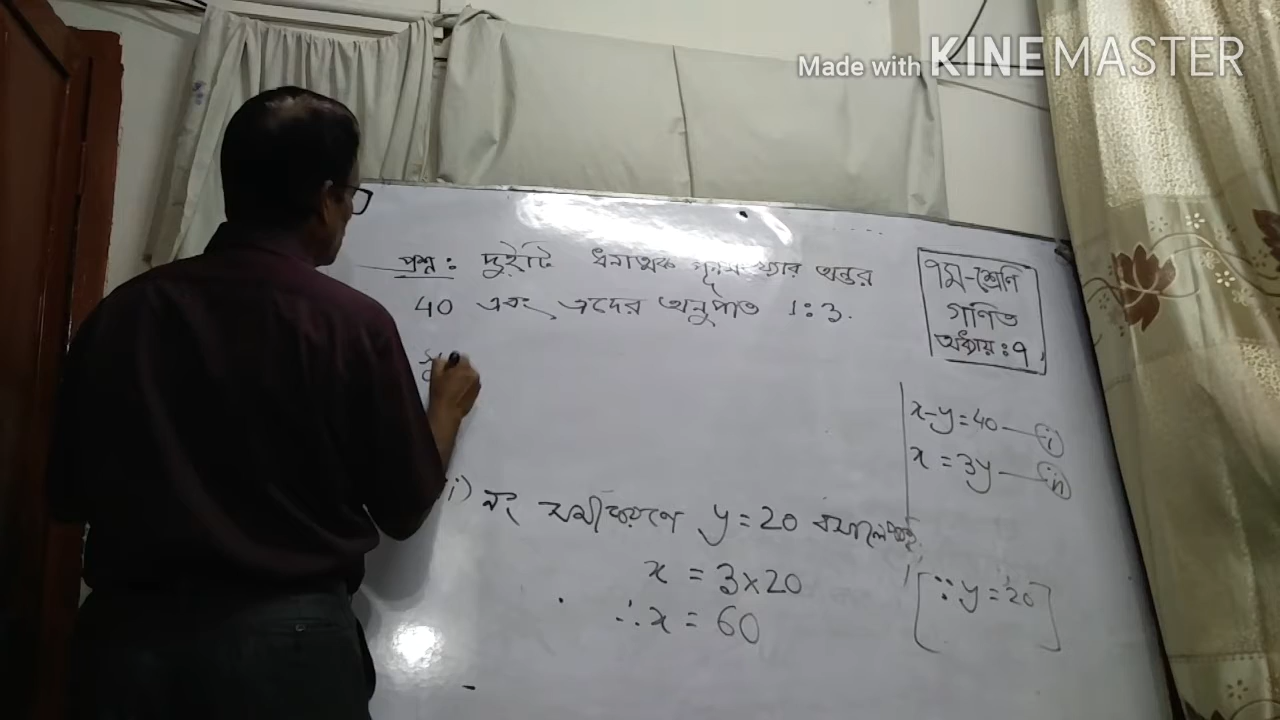 Made with KINEMASTER
প্রশ্ন : দুইটি ধনাত্মক পূর্নসংখ্যার অন্তর
40 এবং এদের অনুপাত 1:3.
৭ম-শ্রেণি
গণিত
অধ্যায় : ৭
x-y=40 — (i)
x = 3y — (ii)
i) নং সমীকরণে y=20 বসালে পাই,
x = 3×20
[∵ y = 20]
∴ x = 60